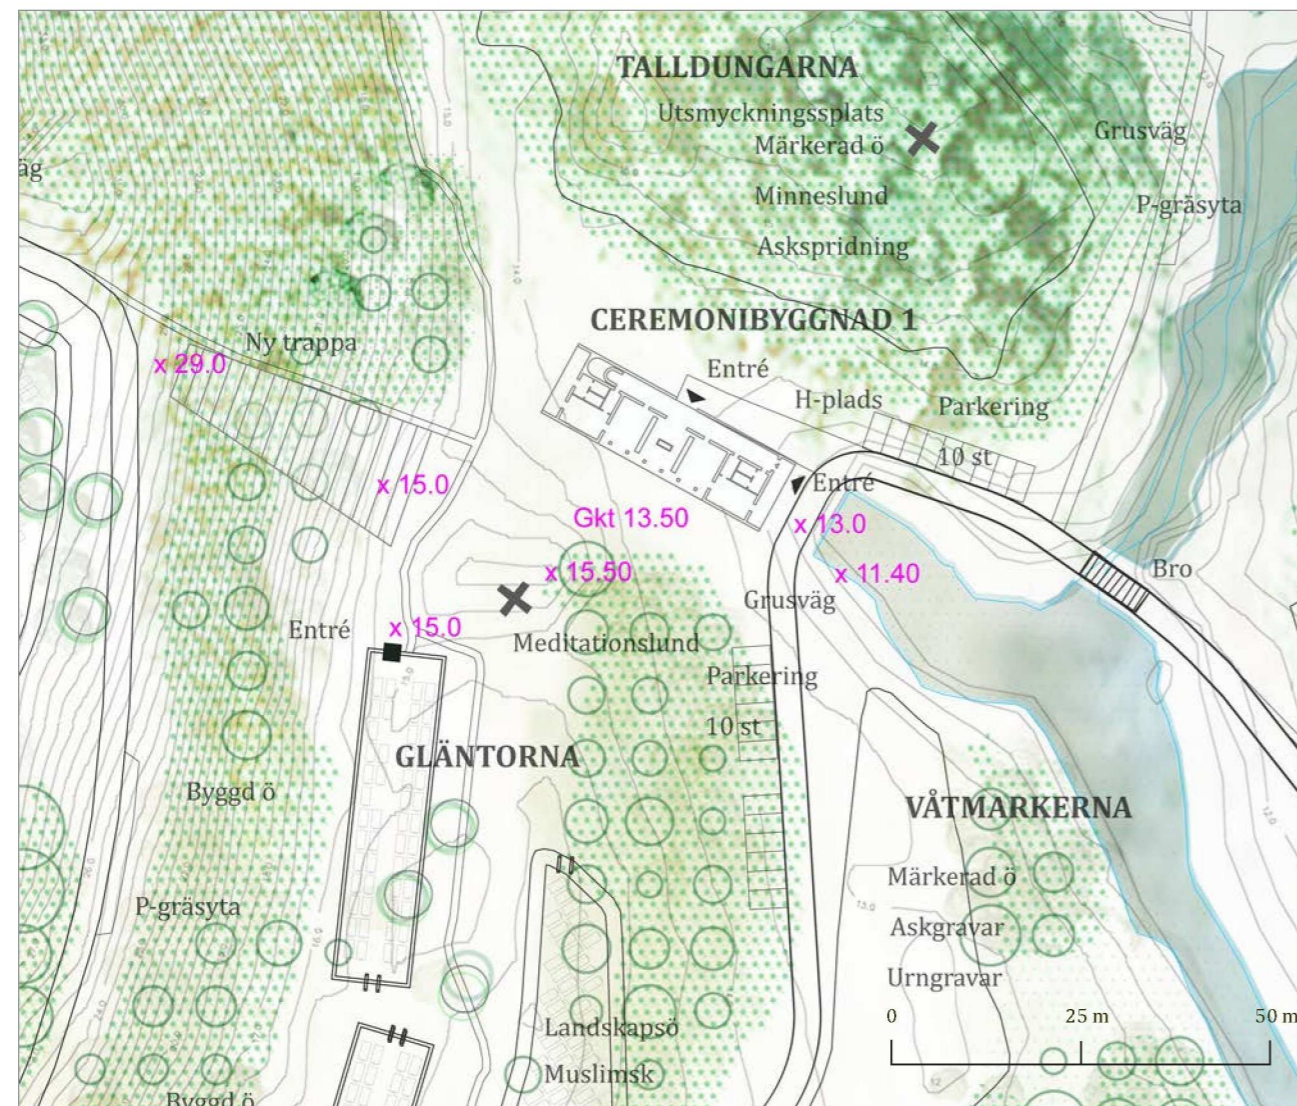 TALLDUNGARNA
Utsmyckningssplats
Märkerad ö
Grusväg
äg
Minneslund
P-gräsyta
Askspridning
CEREMONIBYGGNAD 1
Ny trappa
x 29.0
Entré
H-plads
Parkering
10 st
x 15.0
Entré
Gkt 13.50
x 13.0
x 15.50
x 11.40
Bro
Grusväg
Entré
x 15.0
Meditationslund
Parkering
10 st
GLÄNTORNA
Byggd ö
VÅTMARKERNA
Märkerad ö
P-gräsyta
Askgravar
Urngravar
0 25 m 50 m
Landskapsö
Muslimsk
Byggd ö